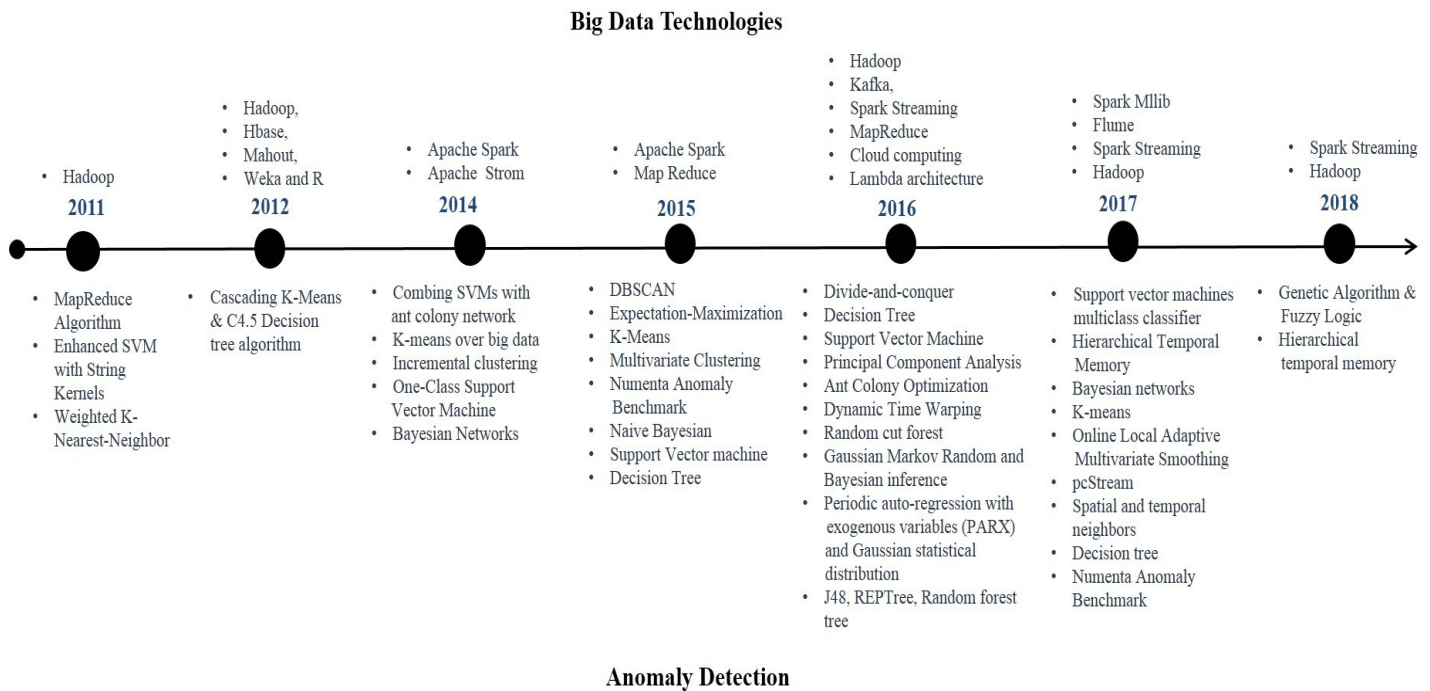 Big Data Technologies
• Hadoop
2011
• Hadoop,
• Hbase,
• Mahout,
• Weka and R
2012
• Apache Spark
• Apache Strom
2014
• Apache Spark
• Map Reduce
2015
• Hadoop
• Kafka,
• Spark Streaming
• MapReduce
• Cloud computing
• Lambda architecture
2016
• Spark Mllib
• Flume
• Spark Streaming
• Hadoop
2017
• Spark Streaming
• Hadoop
2018
• MapReduce
Algorithm
• Enhanced SVM
with String
Kernels
• Weighted K-
Nearest-Neighbor
• Cascading K-Means
& C4.5 Decision
tree algorithm
• Combing SVMs with
ant colony network
• K-means over big data
• Incremental clustering
• One-Class Support
Vector Machine
• Bayesian Networks
• DBSCAN
• Expectation-Maximization
• K-Means
• Multivariate Clustering
• Numenta Anomaly
Benchmark
• Naive Bayesian
• Support Vector machine
• Decision Tree
• Divide-and-conquer
• Decision Tree
• Support Vector Machine
• Principal Component Analysis
• Ant Colony Optimization
• Dynamic Time Warping
• Random cut forest
• Gaussian Markov Random and
Bayesian inference
• Periodic auto-regression with
exogenous variables (PARX)
and Gaussian statistical
distribution
• J48, REPTree, Random forest
tree
• Support vector machines
multiclass classifier
• Hierarchical Temporal
Memory
• Bayesian networks
• K-means
• Online Local Adaptive
Multivariate Smoothing
• pcStream
• Spatial and temporal
neighbors
• Decision tree
• Numenta Anomaly
Benchmark
• Genetic Algorithm &
Fuzzy Logic
• Hierarchical
temporal memory
Anomaly Detection